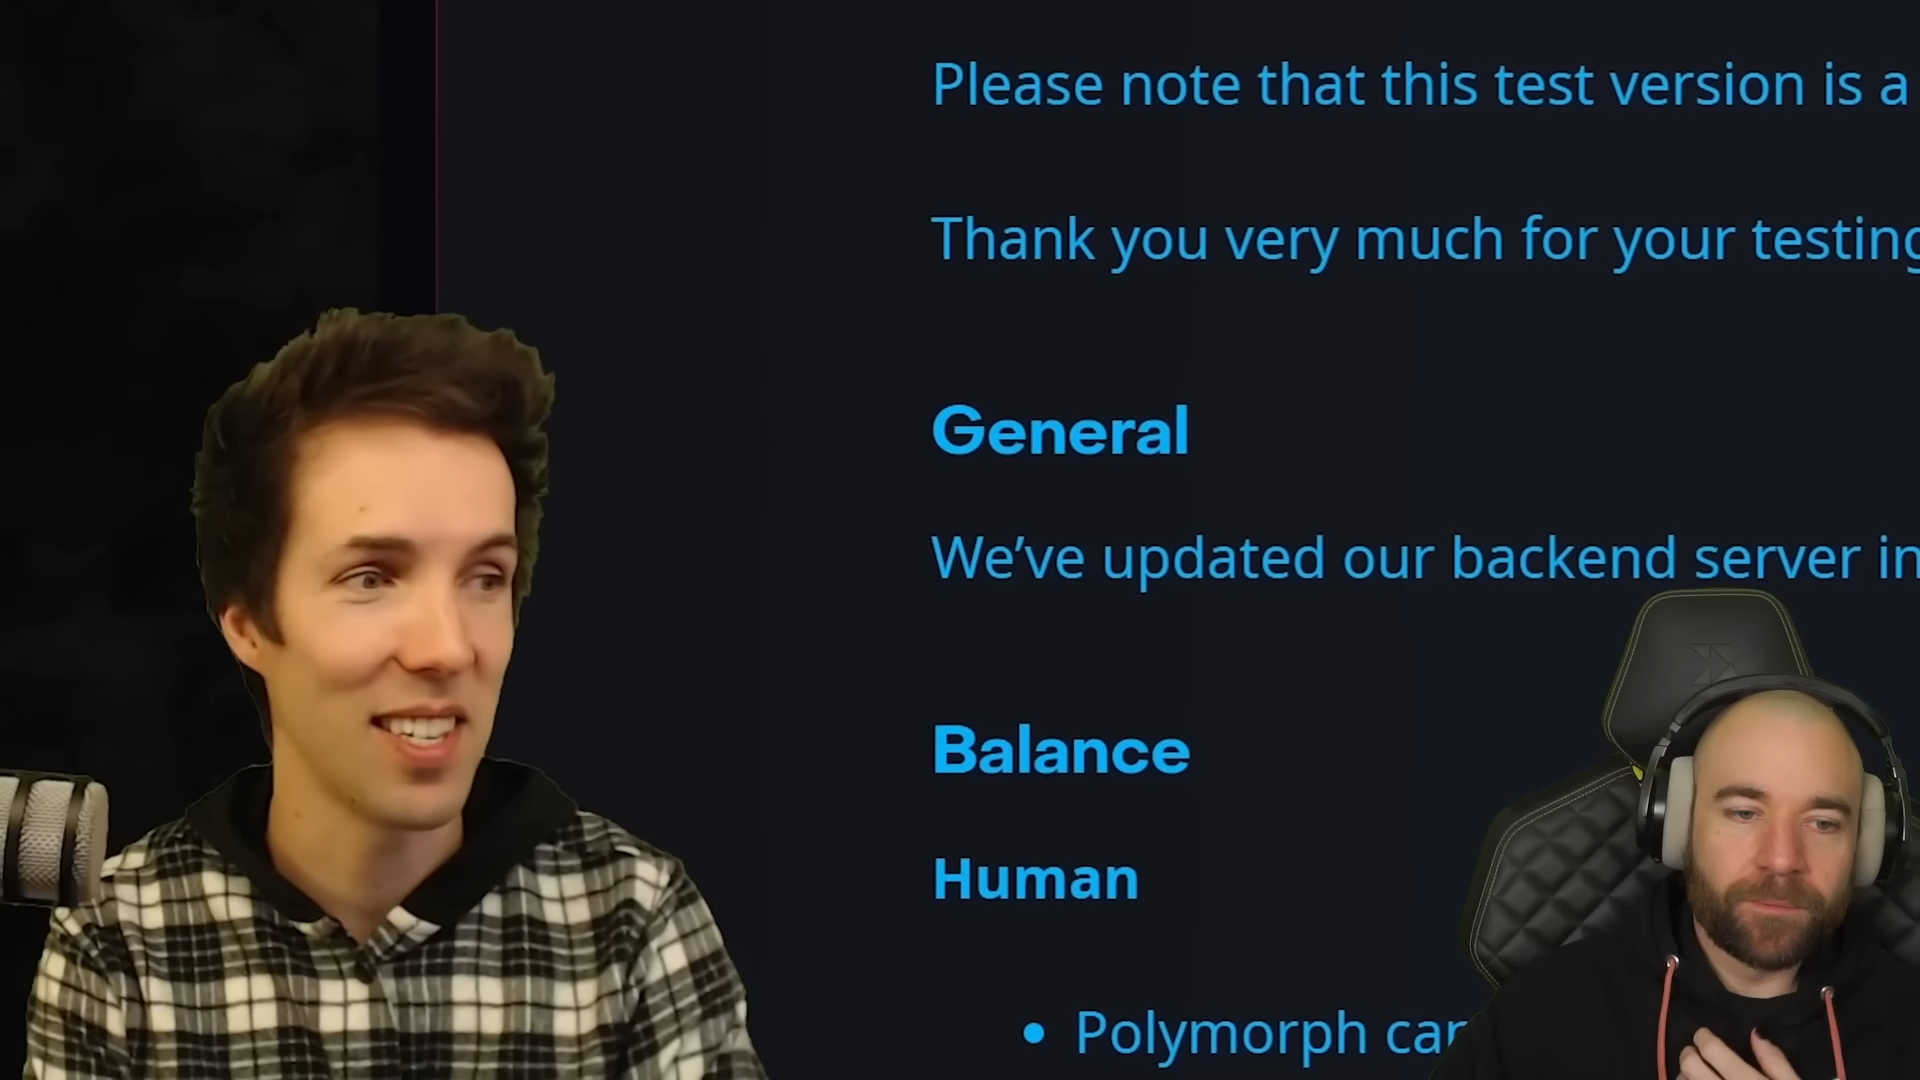 Please note that this test version is a
Thank you very much for your testing
General
We’ve updated our backend server in
Balance
Human
• Polymorph can